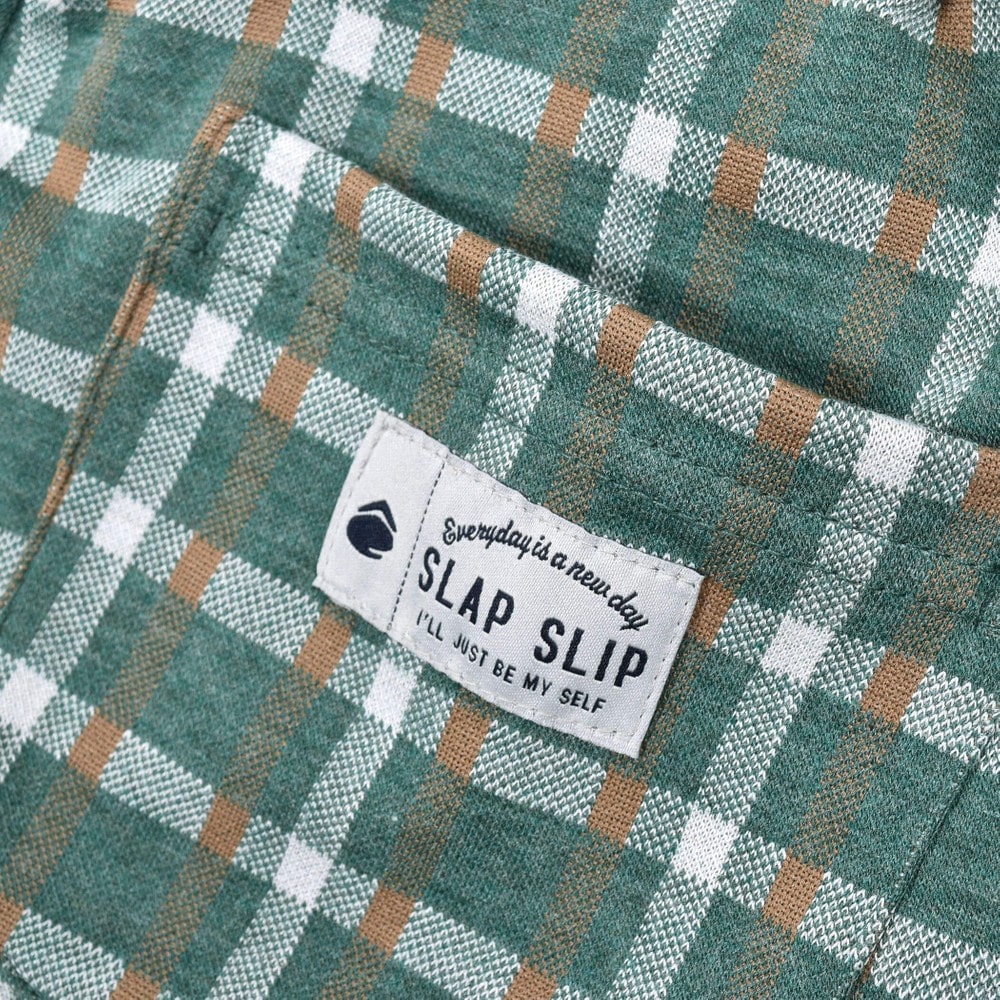 Everyday is a new day
SLAP SLIP
I'LL JUST BE MY SELF